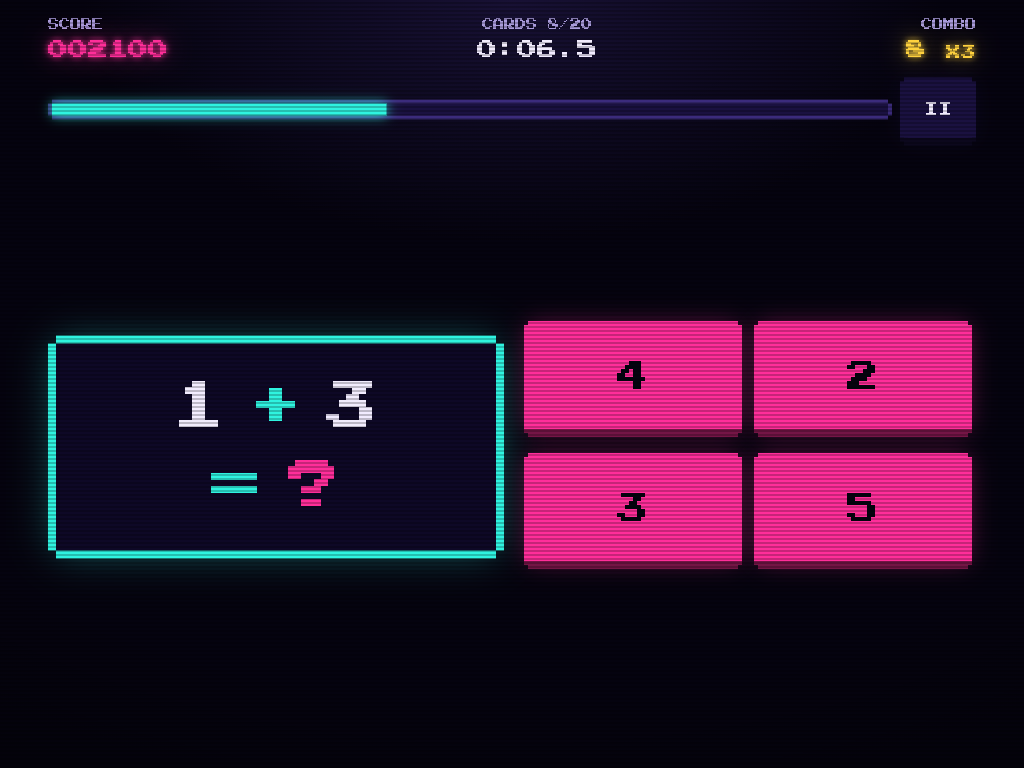 SCORE
002100
CARDS 8/20
0:06.5
COMBO
8 x3
II
1 + 3
= ?
4
2
3
5